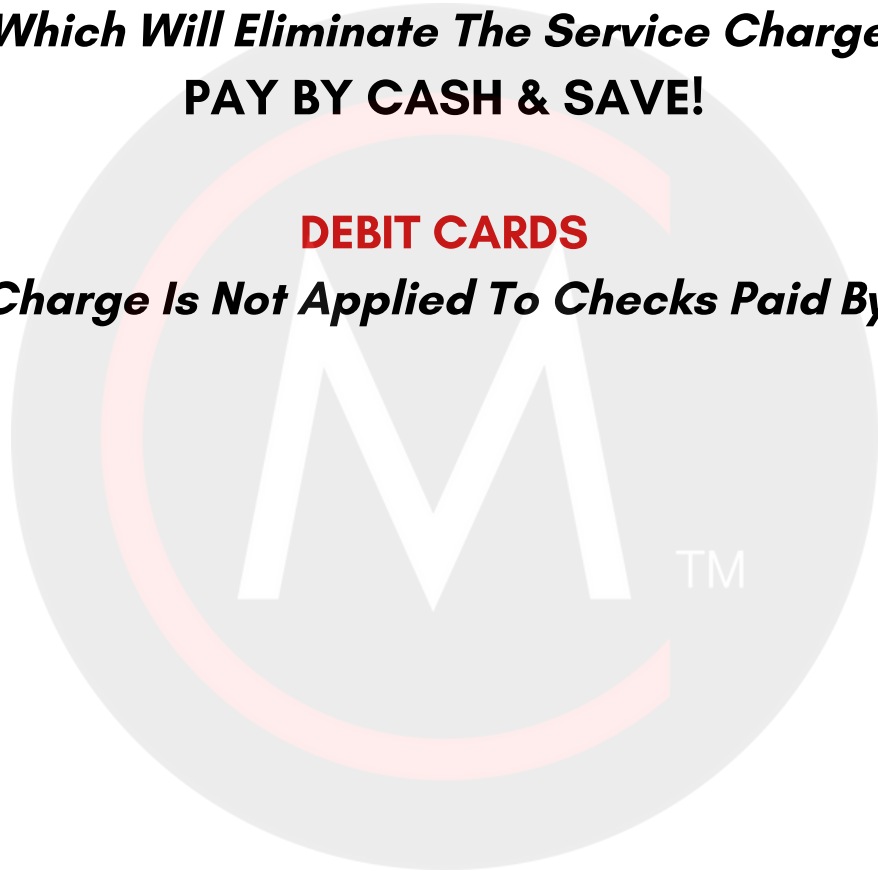 Which Will Eliminate The Service Charge
PAY BY CASH & SAVE!
DEBIT CARDS
Charge Is Not Applied To Checks Paid By
CM
TM